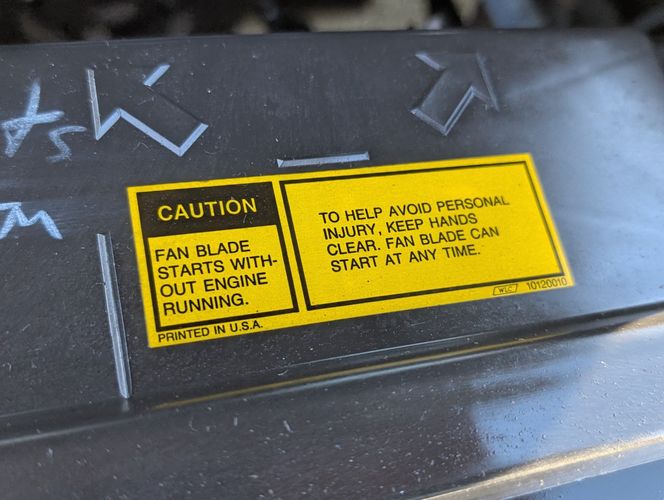 CAUTION
FAN BLADE
STARTS WITH-
OUT ENGINE
RUNNING.
TO HELP AVOID PERSONAL
INJURY, KEEP HANDS
CLEAR. FAN BLADE CAN
START AT ANY TIME.
PRINTED IN U.S.A.
WLC 10120010